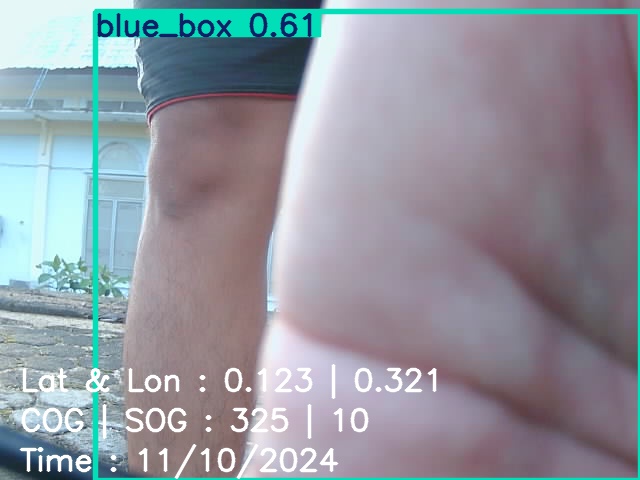 blue_box 0.61
Lat & Lon : 0.123 | 0.321
COG | SOG : 325 | 10
Time : 11/10/2024